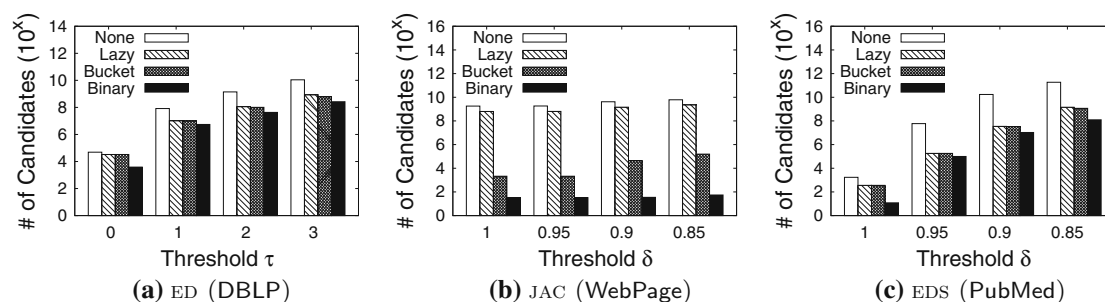 # of Candidates (10^x)
14
12
10
8
6
4
2
0
None
Lazy
Bucket
Binary
0 1 2 3
Threshold τ
(a) ED (DBLP)
# of Candidates (10^x)
16
14
12
10
8
6
4
2
0
None
Lazy
Bucket
Binary
1 0.95 0.9 0.85
Threshold δ
(b) JAC (WebPage)
# of Candidates (10^x)
16
14
12
10
8
6
4
2
0
None
Lazy
Bucket
Binary
1 0.95 0.9 0.85
Threshold δ
(c) EDS (PubMed)